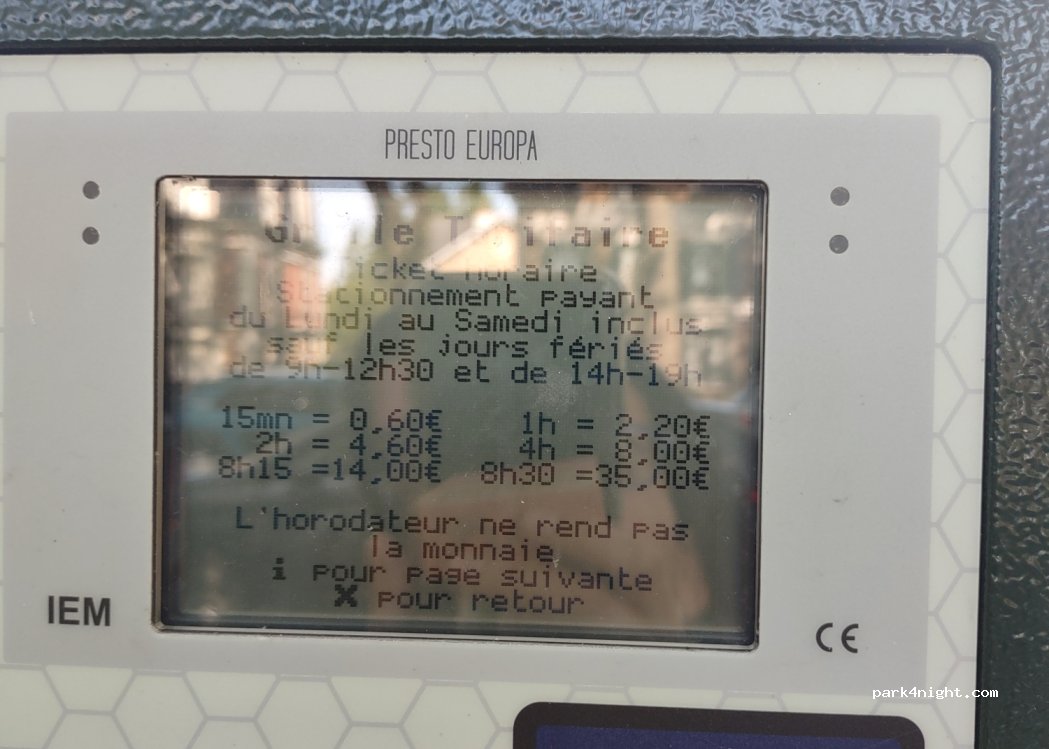 PRESTO EUROPA
Grille Tarifaire
Ticket horaire
Stationnement payant
du Lundi au Samedi inclus
sauf les jours fériés
de 9h-12h30 et de 14h-19h
15mn = 0,60€ 1h = 2,20€
2h = 4,60€ 4h = 8,00€
8h15 =14,00€ 8h30 =35,00€
L'horodateur ne rend pas
la monnaie
i pour page suivante
X pour retour
IEM
CE
park4night.com